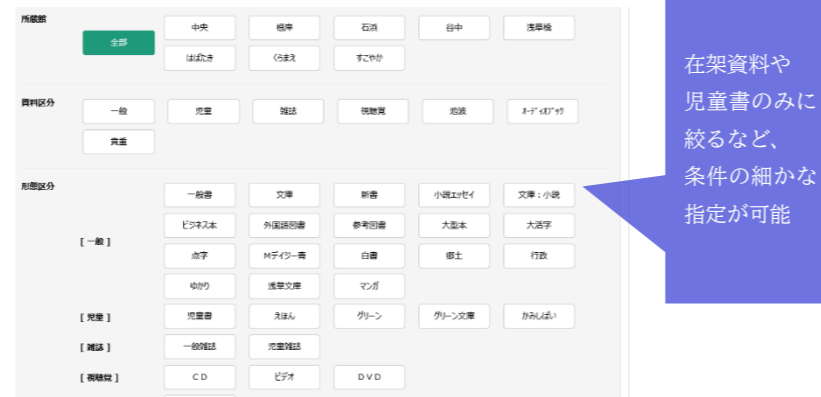 所蔵館
全部
中央 根岸 石浜 谷中 浅草橋
はばたき くらまえ すこやか
資料区分
一般 児童 雑誌 視聴覚 池波 ｵｰﾃﾞｨｵﾌﾞｯｸ
貴重
形態区分
一般書 文庫 新書 小説エッセイ 文庫：小説
[ 一般 ]
ビジネス本 外国語図書 参考図書 大型本 大活字
点字 Mデイジー青 白書 郷土 行政
ゆかり 浅草文庫 マンガ
[ 児童 ] 児童書 えほん グリーン グリーン文庫 かみしばい
[ 雑誌 ] 一般雑誌 児童雑誌
[ 視聴覚 ] CD ビデオ DVD
在架資料や
児童書のみに
絞るなど、
条件の細かな
指定が可能